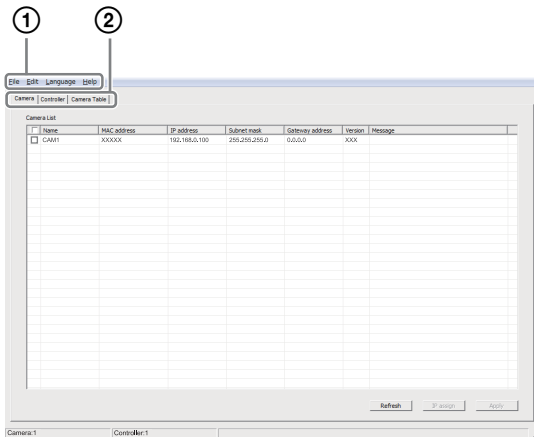 1 2
File Edit Language Help
Camera Controller Camera Table
Camera List
Name MAC address IP address Subnet mask Gateway address Version Message
CAM1 XXXXX 192.168.0.100 255.255.255.0 0.0.0.0 XXX
Refresh IP assign Apply
Camera:1 Controller:1